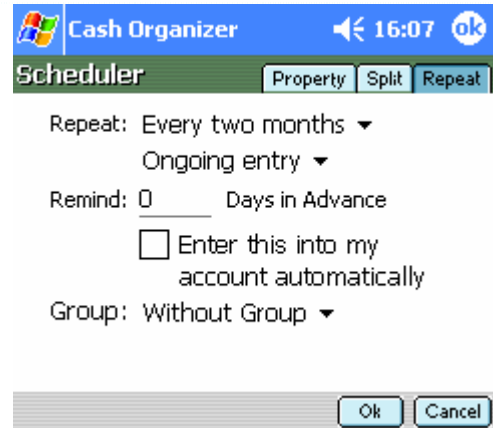 Cash Organizer 16:07 ok
Scheduler Property Split Repeat
Repeat: Every two months
Ongoing entry
Remind: 0 Days in Advance
Enter this into my
account automatically
Group: Without Group
Ok Cancel